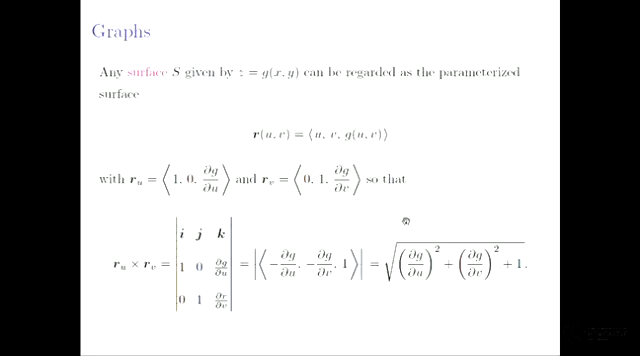 Graphs
Any surface S given by z = g(x, y) can be regarded as the parameterized
surface
r(u, v) = ⟨u, v, g(u, v)⟩
with r_u = ⟨1, 0, ∂g/∂u⟩ and r_v = ⟨0, 1, ∂g/∂v⟩ so that
r_u × r_v = |i j k; 1 0 ∂g/∂u; 0 1 ∂r/∂v| = |⟨-∂g/∂u, -∂g/∂v, 1⟩| = √((∂g/∂u)^2 + (∂g/∂v)^2 + 1).